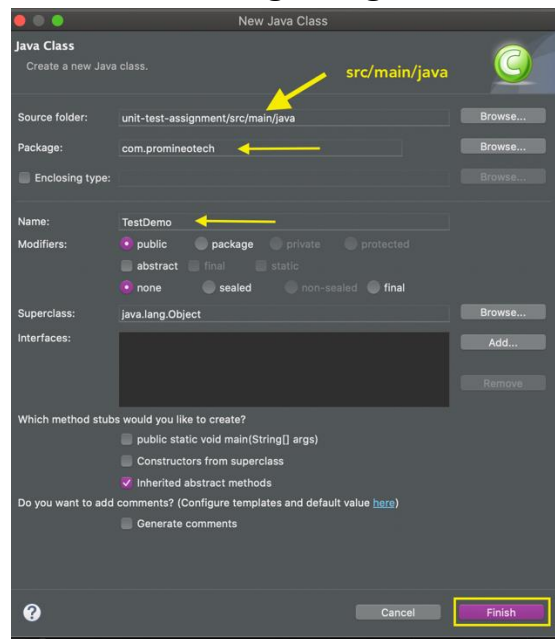 New Java Class
Java Class
Create a new Java class.
src/main/java
C
Source folder: unit-test-assignment/src/main/java Browse...
Package: com.promineotech Browse...
Enclosing type: Browse...
Name: TestDemo
Modifiers: public package private protected
abstract final static
none sealed non-sealed final
Superclass: java.lang.Object Browse...
Interfaces: Add...
Remove
Which method stubs would you like to create?
public static void main(String[] args)
Constructors from superclass
Inherited abstract methods
Do you want to add comments? (Configure templates and default value here)
Generate comments
? Cancel Finish